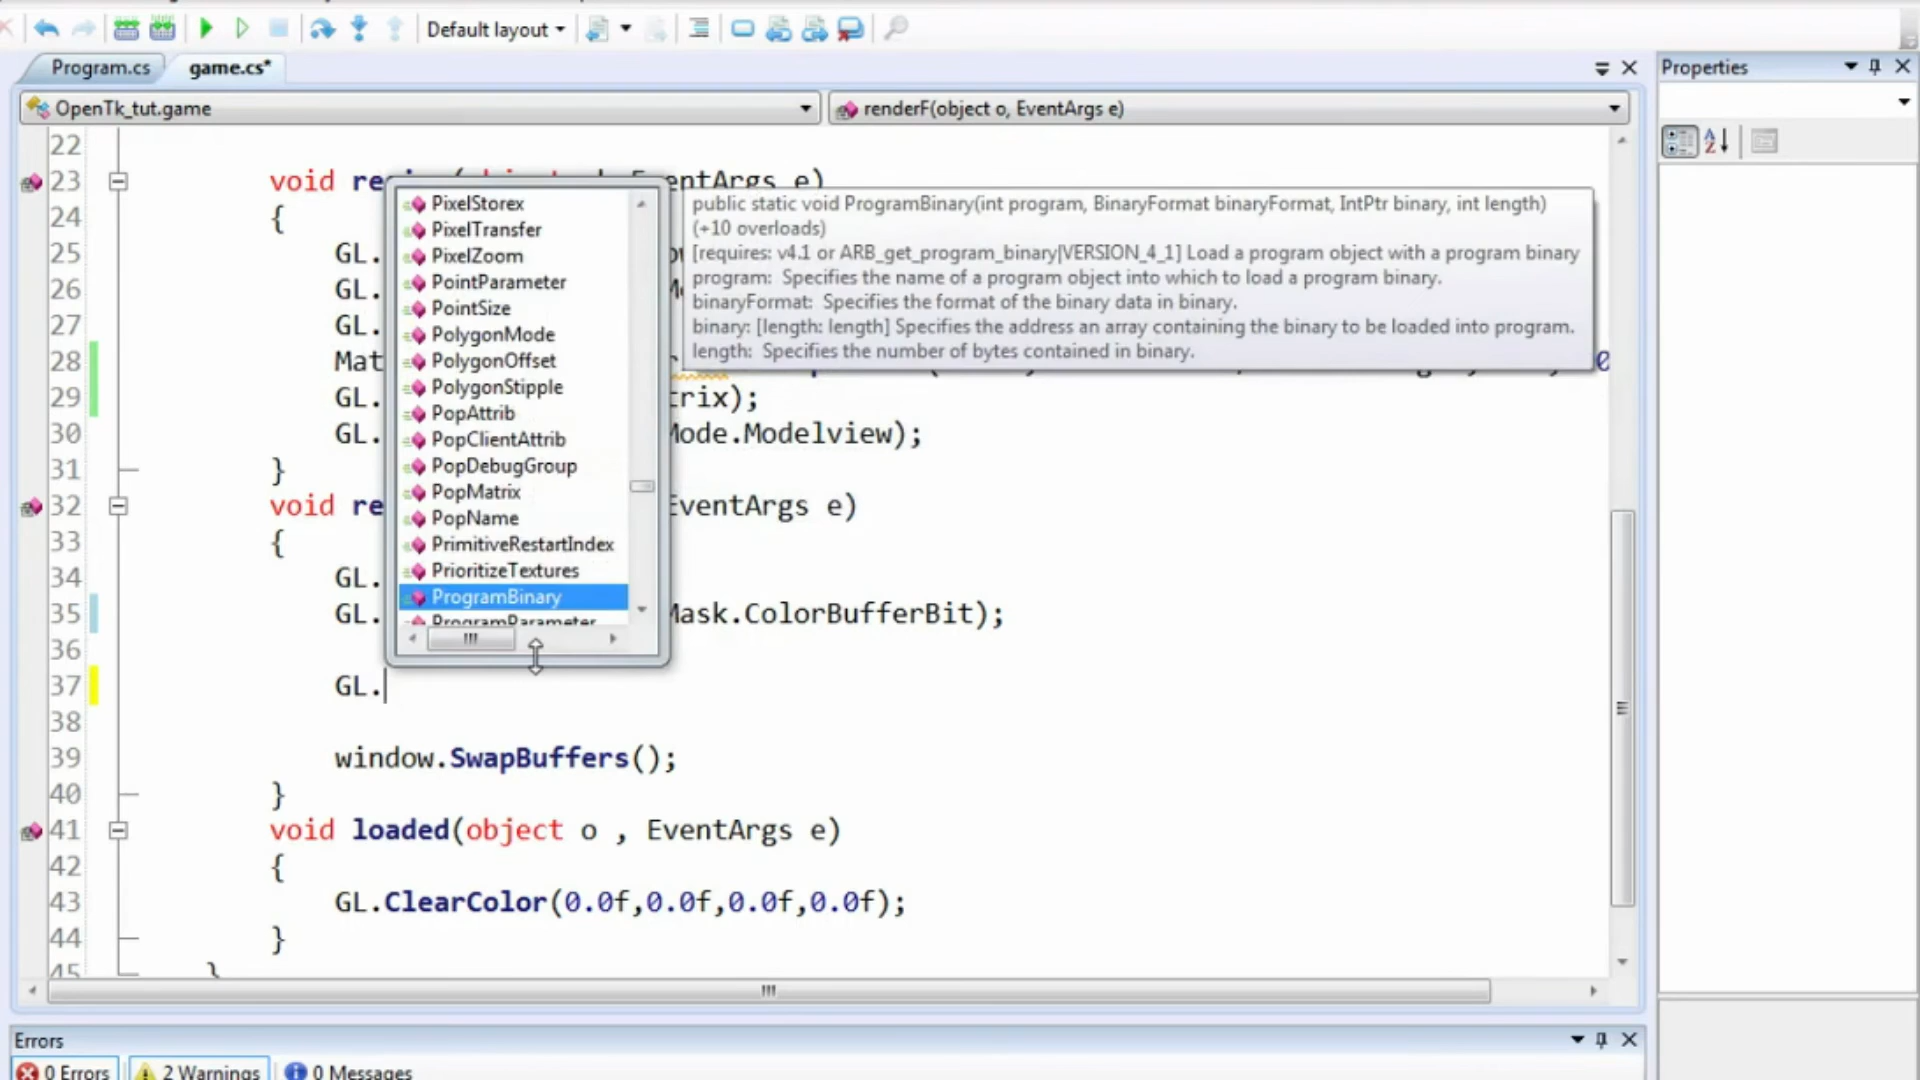 Default layout
Program.cs
game.cs*
Properties
OpenTk_tut.game
renderF(object o, EventArgs e)
22
23 void EventArgs e)
24 {
25 GL.
26 GL.
27 GL.
28 Mat
29 GL. trix);
30 GL. Mode.Modelview);
31 }
32 void re EventArgs e)
33 {
34 GL.
35 GL. Mask.ColorBufferBit);
36
37 GL.
38
39 window.SwapBuffers();
40 }
41 void loaded(object o , EventArgs e)
42 {
43 GL.ClearColor(0.0f,0.0f,0.0f,0.0f);
44 }
45 }
PixelStorex
PixelTransfer
PixelZoom
PointParameter
PointSize
PolygonMode
PolygonOffset
PolygonStipple
PopAttrib
PopClientAttrib
PopDebugGroup
PopMatrix
PopName
PrimitiveRestartIndex
PrioritizeTextures
ProgramBinary
ProgramParameter
public static void ProgramBinary(int program, BinaryFormat binaryFormat, IntPtr binary, int length)
(+10 overloads)
[requires: v4.1 or ARB_get_program_binary|VERSION_4_1] Load a program object with a program binary
program: Specifies the name of a program object into which to load a program binary.
binaryFormat: Specifies the format of the binary data in binary.
binary: [length: length] Specifies the address an array containing the binary to be loaded into program.
length: Specifies the number of bytes contained in binary.
Errors
0 Errors
2 Warnings
0 Messages